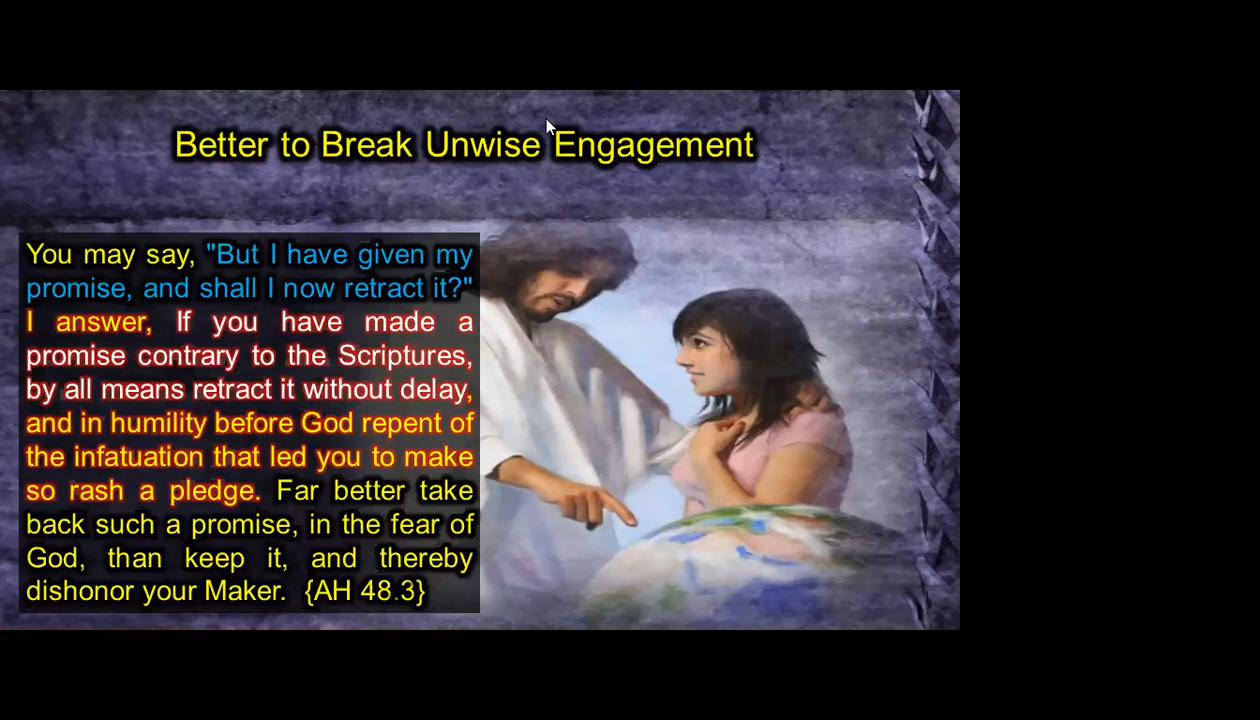 Better to Break Unwise Engagement
You may say, "But I have given my
promise, and shall I now retract it?"
I answer, If you have made a
promise contrary to the Scriptures,
by all means retract it without delay,
and in humility before God repent of
the infatuation that led you to make
so rash a pledge. Far better take
back such a promise, in the fear of
God, than keep it, and thereby
dishonor your Maker. {AH 48.3}